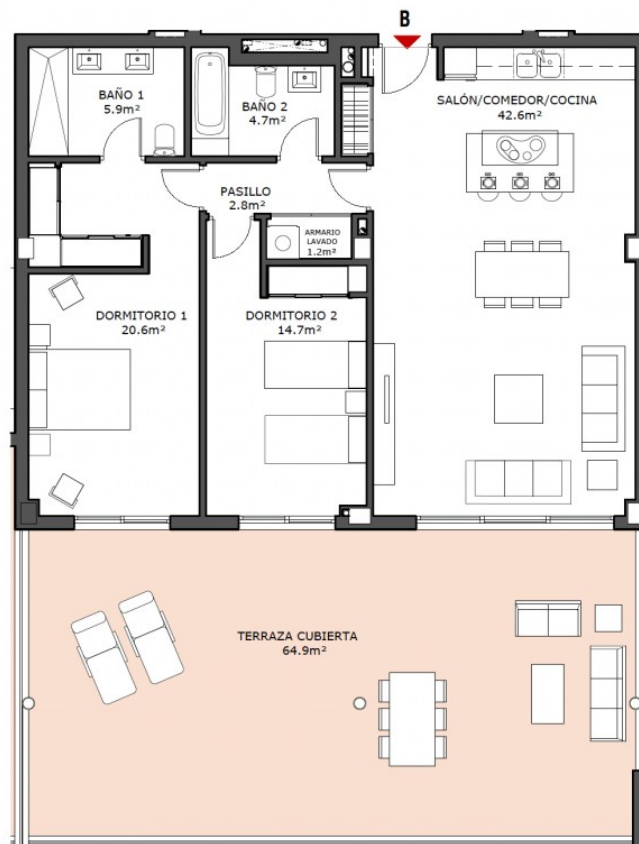 B
BAÑO 1
5.9m²
BAÑO 2
4.7m²
SALÓN/COMEDOR/COCINA
42.6m²
PASILLO
2.8m²
ARMARIO
LAVADO
1.2m²
DORMITORIO 1
20.6m²
DORMITORIO 2
14.7m²
TERRAZA CUBIERTA
64.9m²